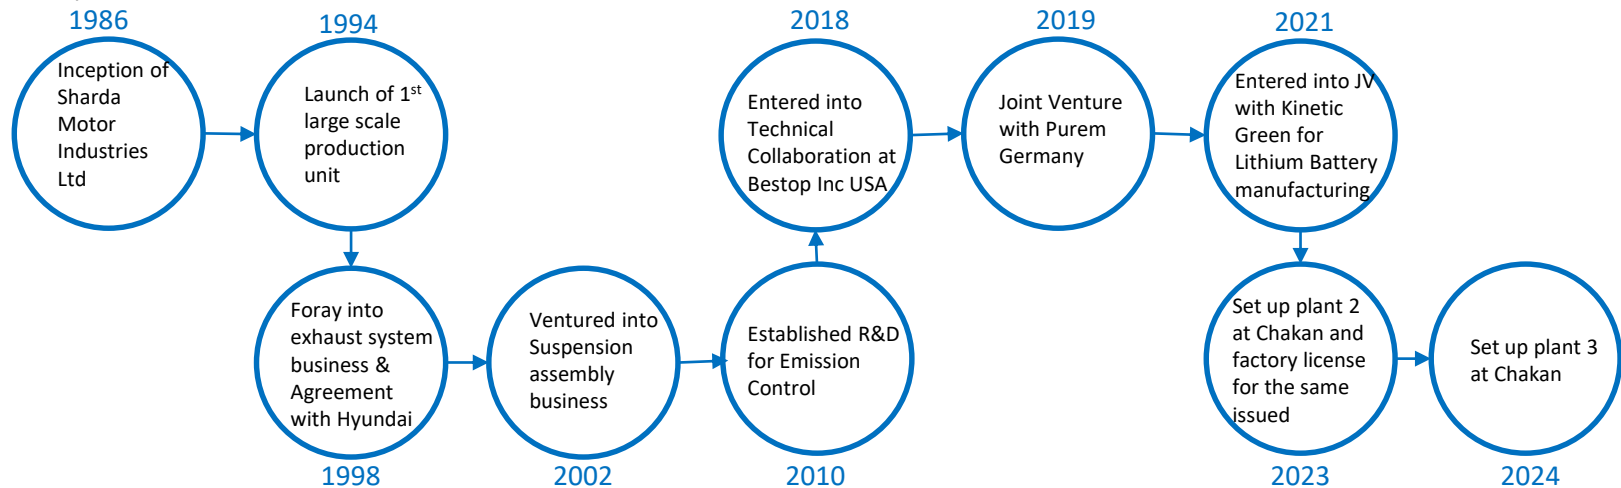 1986
Inception of
Sharda
Motor
Industries
Ltd
1994
Launch of 1st
large scale
production
unit
Foray into
exhaust system
business &
Agreement
with Hyundai
1998
Ventured into
Suspension
assembly
business
2002
Established R&D
for Emission
Control
2010
2018
Entered into
Technical
Collaboration at
Bestop Inc USA
2019
Joint Venture
with Purem
Germany
2021
Entered into JV
with Kinetic
Green for
Lithium Battery
manufacturing
Set up plant 2
at Chakan and
factory license
for the same
issued
2023
Set up plant 3
at Chakan
2024